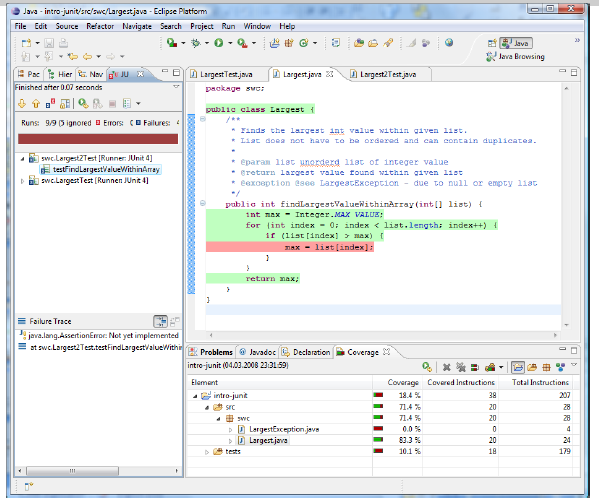 Java - intro-junit/src/swc/Largest.java - Eclipse Platform
File Edit Source Refactor Navigate Search Project Run Window Help
Java
Java Browsing
Pac Hier Nav JU
Finished after 0.07 seconds
Runs: 9/9 (5 ignored Errors: Failures:
swc.Largest2Test [Runner: JUnit 4]
testFindLargestValueWithinArray
swc.LargestTest [Runner: JUnit 4]
Failure Trace
java.lang.AssertionError: Not yet implemented
at swc.Largest2Test.testFindLargestValueWithin
LargestTest.java Largest.java Largest2Test.java
package swc;
public class Largest {
/**
* Finds the largest int value within given list.
* List does not have to be ordered and can contain duplicates.
*
* @param list unorderd list of integer value
* @return largest value found within given list
* @exception @see LargestException - due to null or empty list
*/
public int findLargestValueWithinArray(int[] list) {
int max = Integer.MAX_VALUE;
for (int index = 0; index < list.length; index++) {
if (list[index] > max) {
max = list[index];
}
}
return max;
}
}
Problems Javadoc Declaration Coverage
intro-junit (04.03.2008 23:31:59)
Element Coverage Covered Instructions Total Instructions
intro-junit 18.4 % 38 207
src 71.4 % 20 28
swc 71.4 % 20 28
LargestException.java 0.0 % 0 4
Largest.java 83.3 % 20 24
tests 10.1 % 18 179